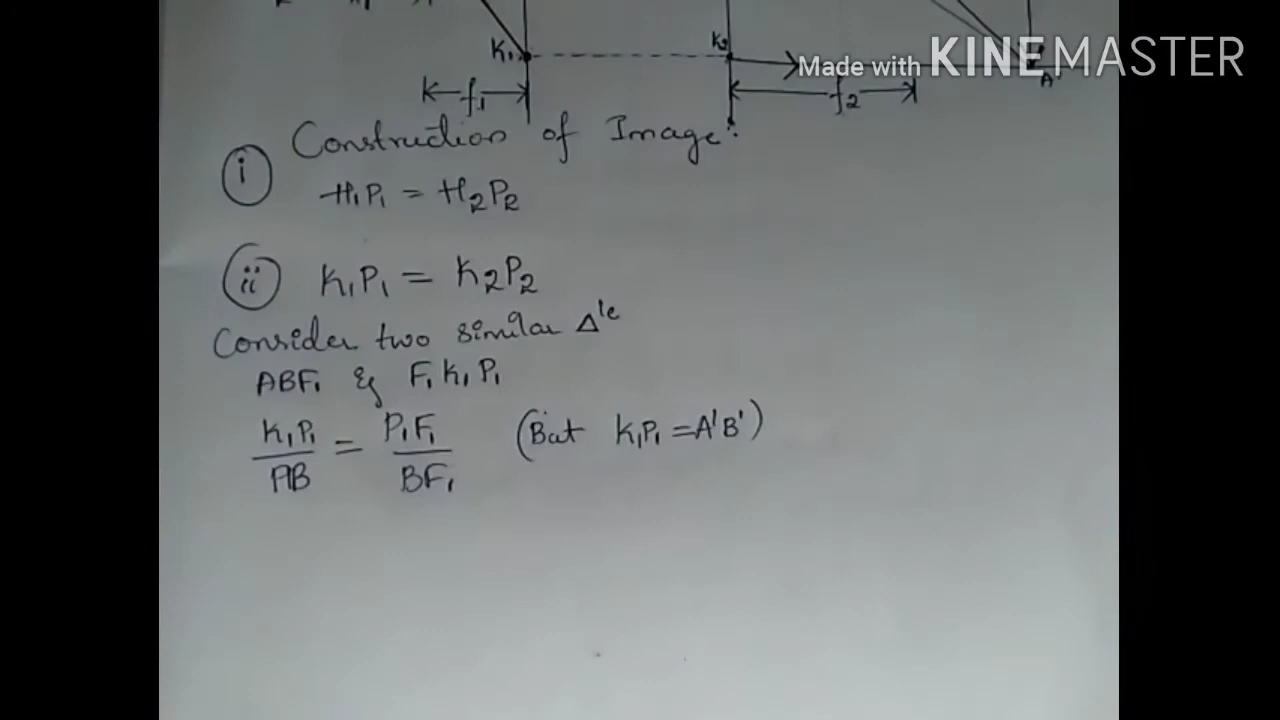 K₁
K₂
Made with KINEMASTER
A'
f₁
f₂
Construction of Image:
i
H₁P₁ = H₂P₂
ii K₁P₁ = K₂P₂
Consider two similar Δ'le
ABF₁ & F₁K₁P₁
K₁P₁/AB = P₁F₁/BF₁ (But K₁P₁ = A'B')